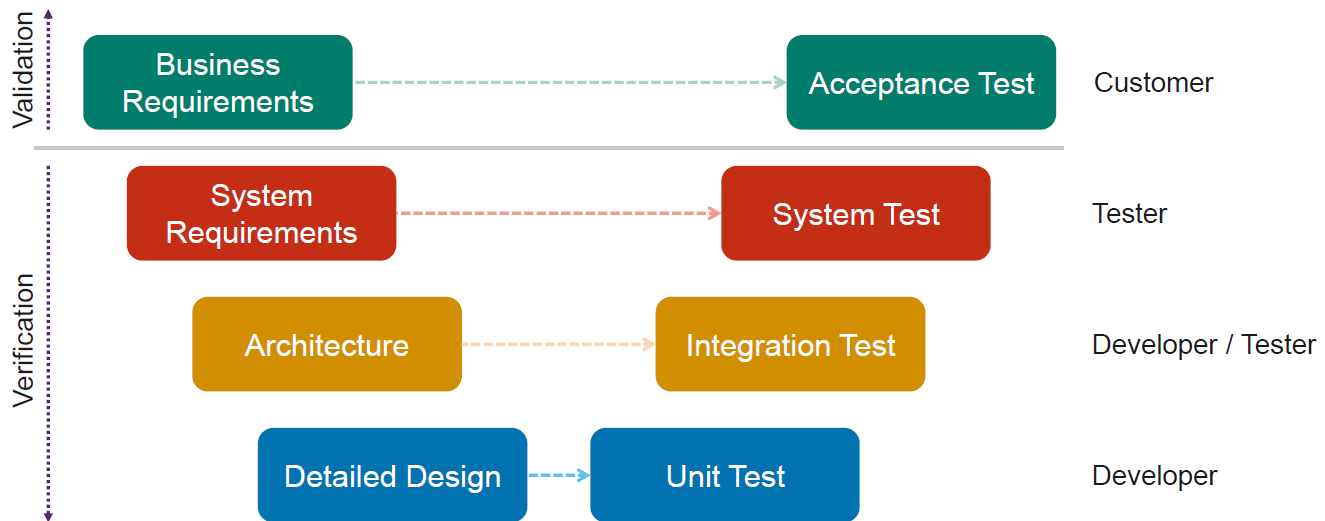 Validation
Business
Requirements
Acceptance Test
Customer
Verification
System
Requirements
System Test
Tester
Architecture
Integration Test
Developer / Tester
Detailed Design
Unit Test
Developer